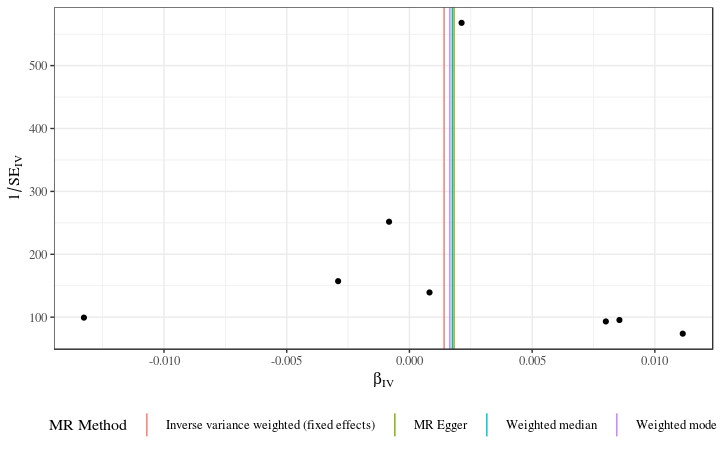 1/SE_IV
500
400
300
200
100
-0.010
-0.005
0.000
0.005
0.010
β_IV
MR Method
Inverse variance weighted (fixed effects)
MR Egger
Weighted median
Weighted mode